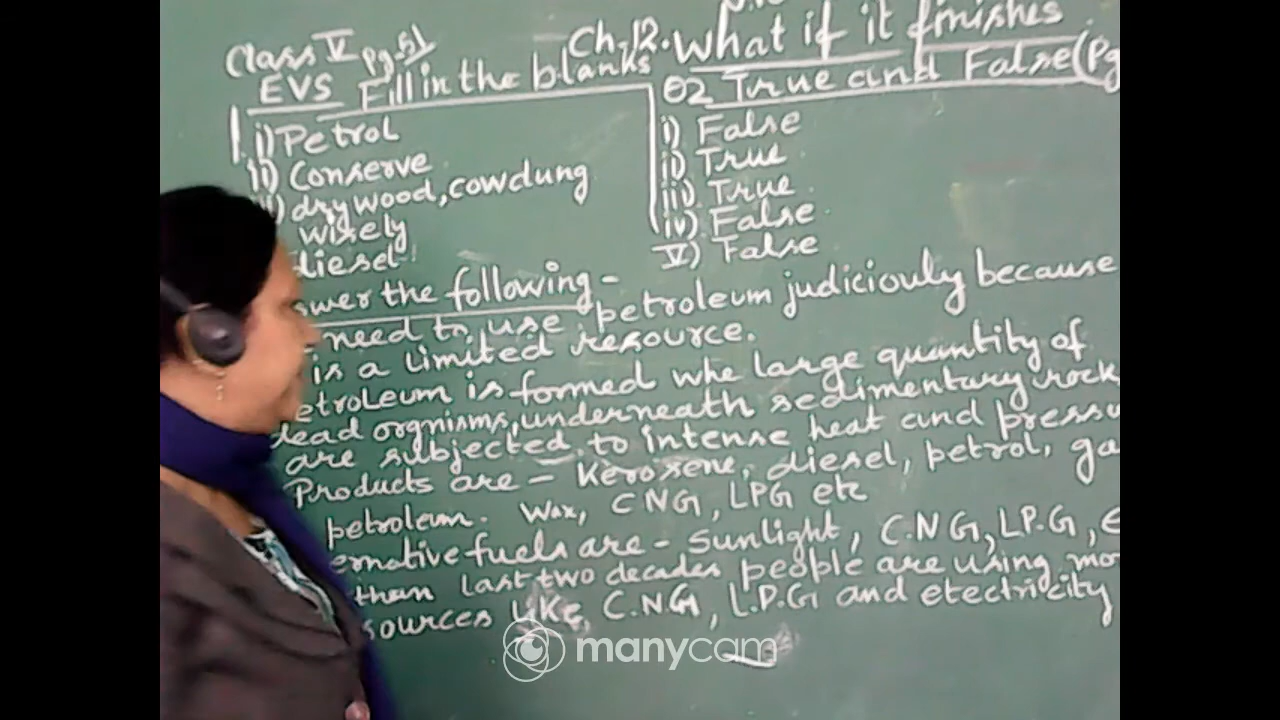 Class V Pg.51
EVS Fill in the blanks
Ch-12. What if it finishes
1. i) Petrol
ii) Conserve
) dry wood, cowdung
wisely
diesel
Q2 True and False (Pg
i) False
ii) True
iii) True
iv) False
V) False
swer the following -
need to use petroleum judiciouly because
is a limited resource.
etroleum is formed whe large quantity of
dead orgnisms, underneath sedimentary rock
are subjected to intense heat and pressu
Products are - Kerosene, diesel, petrol, ga
petroleum. Wax, CNG, LPG etc
ernative fuels are - sunlight, C.N.G, L.P.G, E
than last two decades people are using mo
sources like, C.N.G, L.P.G and electricity
manycam